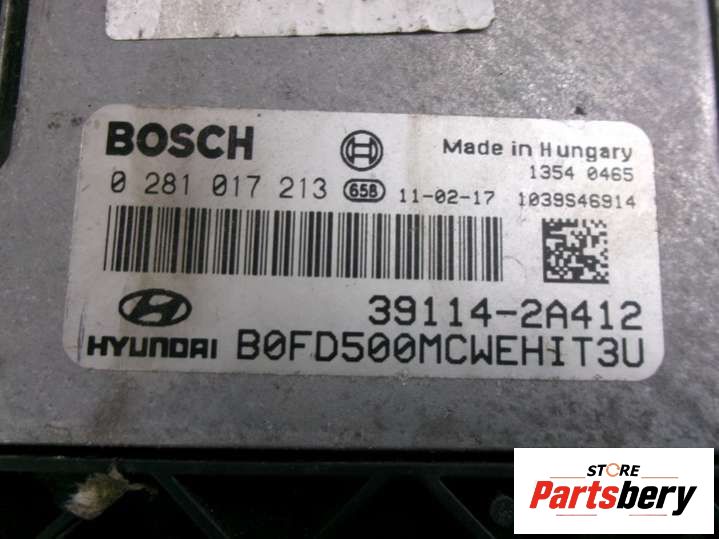 BOSCH
Made in Hungary
1354 0465
0 281 017 213 658 11-02-17 1039S46914
39114-2A412
HYUNDAI B0FD500MCWEHIT3U
STORE
Partsbery